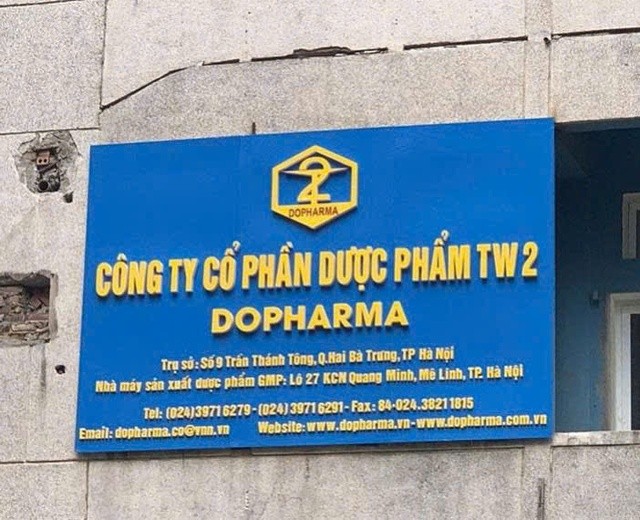 2
DOPHARMA
CÔNG TY CỔ PHẦN DƯỢC PHẨM TW 2
DOPHARMA
Trụ sở: Số 9 Trần Thánh Tông, Q.Hai Bà Trưng, TP Hà Nội
Nhà máy sản xuất dược phẩm GMP: Lô 27 KCN Quang Minh, Mê Linh, TP. Hà Nội
Tel: (024)3971 6279 - (024) 3971 6291 - Fax: 84-024.38211815
Email: dopharma.co@vnn.vn Website: www.dopharma.vn - www.dopharma.com.vn